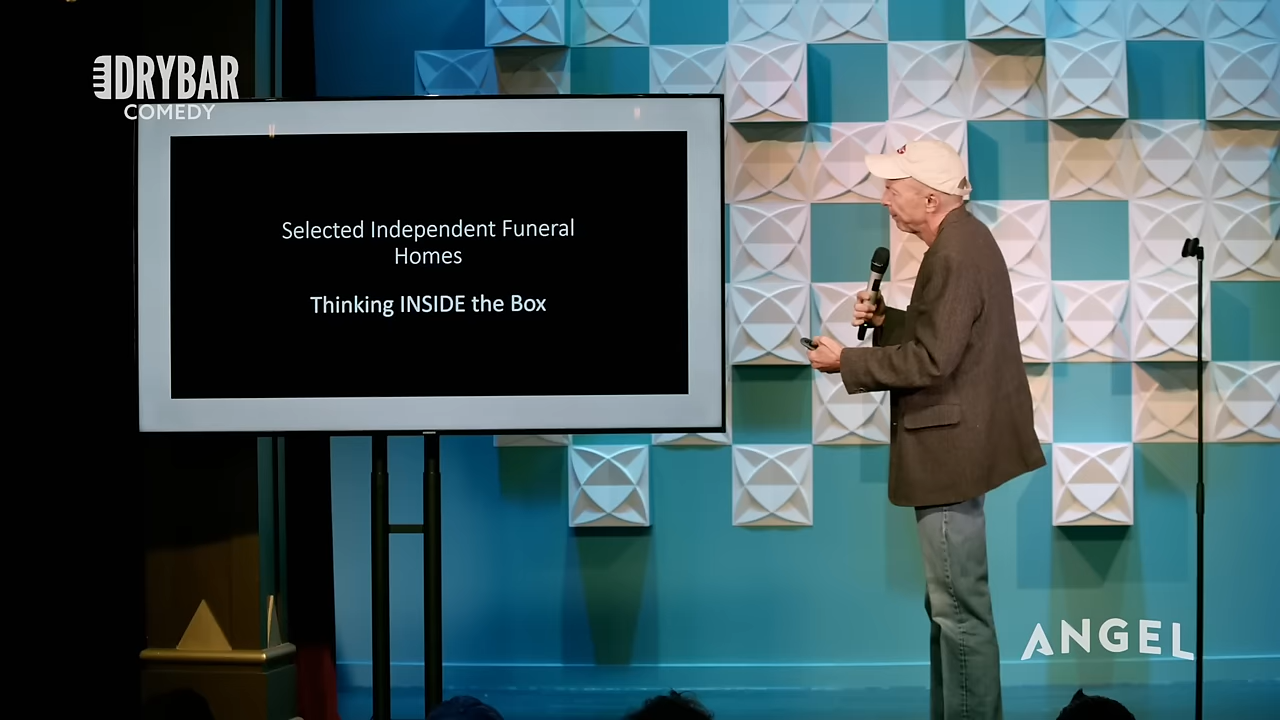 DRYBAR
COMEDY
Selected Independent Funeral
Homes
Thinking INSIDE the Box
ANGEL